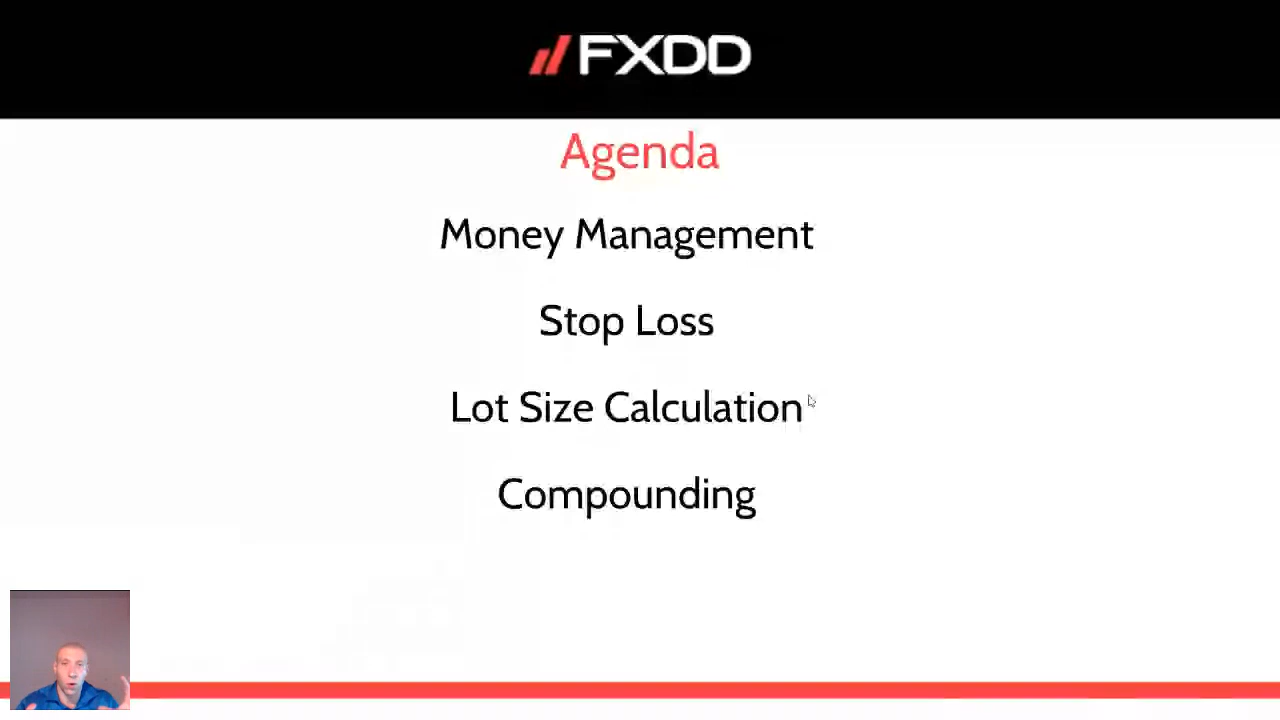 FXDD
Agenda
Money Management
Stop Loss
Lot Size Calculation
Compounding